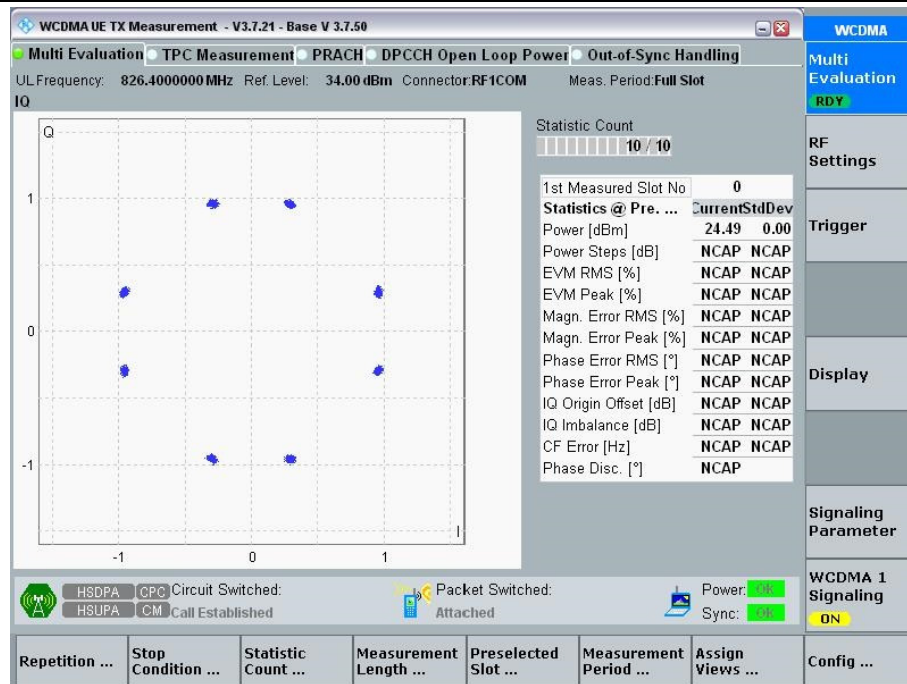 WCDMA UE TX Measurement - V3.7.21 - Base V 3.7.50
WCDMA
Multi Evaluation TPC Measurement PRACH DPCCH Open Loop Power Out-of-Sync Handling
Multi
Evaluation
RDY
UL Frequency: 826.4000000 MHz Ref. Level: 34.00 dBm Connector:RF1COM Meas. Period:Full Slot
IQ
Q
1
0
-1
-1 0 1
I
Statistic Count
10 / 10
1st Measured Slot No 0
Statistics @ Pre. ... Current StdDev
Power [dBm] 24.49 0.00
Power Steps [dB] NCAP NCAP
EVM RMS [%] NCAP NCAP
EVM Peak [%] NCAP NCAP
Magn. Error RMS [%] NCAP NCAP
Magn. Error Peak [%] NCAP NCAP
Phase Error RMS [°] NCAP NCAP
Phase Error Peak [°] NCAP NCAP
IQ Origin Offset [dB] NCAP NCAP
IQ Imbalance [dB] NCAP NCAP
CF Error [Hz] NCAP NCAP
Phase Disc. [°] NCAP
RF
Settings
Trigger
Display
Signaling
Parameter
WCDMA 1
Signaling
ON
HSDPA CPC Circuit Switched: Packet Switched: Power: OK
HSUPA CM Call Established Attached Sync: OK
Repetition ...
Stop
Condition ...
Statistic
Count ...
Measurement
Length ...
Preselected
Slot ...
Measurement
Period ...
Assign
Views ...
Config ...